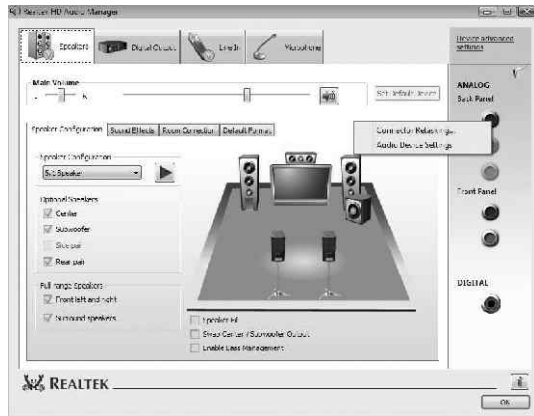 Realtek HD Audio Manager
Speakers
Digital Output
Line In
Microphone
Device advanced settings
Main Volume
L
R
Set Default Device
ANALOG
Back Panel
Connector Retasking...
Audio Device Settings
Speaker Configuration
Sound Effects
Room Correction
Default Format
Speaker Configuration
5.1 Speaker
Optional Speakers
Center
Subwoofer
Side pair
Rear pair
Front Panel
DIGITAL
Full range Speakers
Front left and right
Surround speakers
Speaker Fill
Swap Center / Subwoofer Output
Enable Bass Management
REALTEK
i
OK